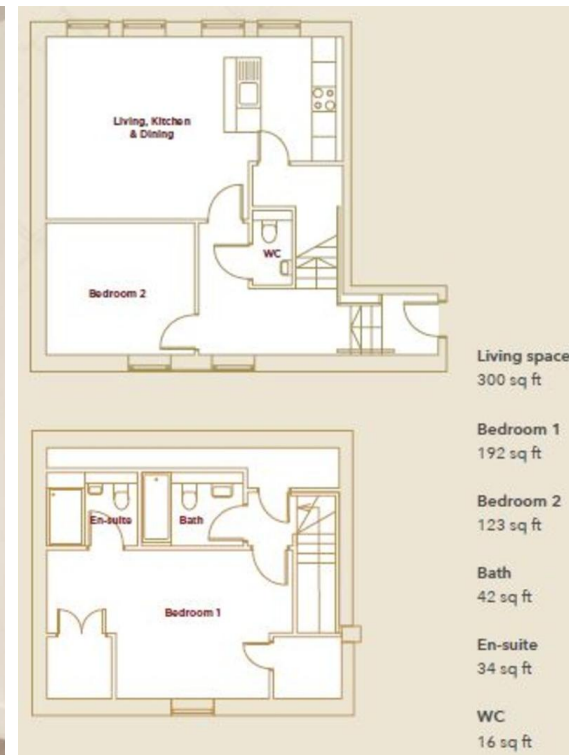 Living, Kitchen
& Dining
WC
Bedroom 2
En-suite
Bath
Bedroom 1
Living space
300 sq ft
Bedroom 1
192 sq ft
Bedroom 2
123 sq ft
Bath
42 sq ft
En-suite
34 sq ft
WC
16 sq ft